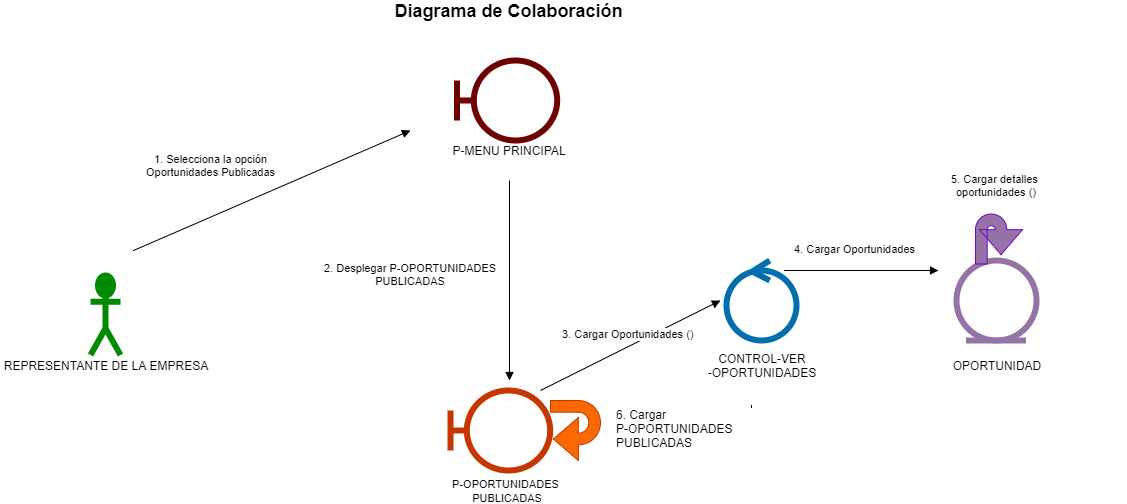 Diagrama de Colaboración
P-MENU PRINCIPAL
1. Selecciona la opción
Oportunidades Publicadas
5. Cargar detalles
oportunidades ()
4. Cargar Oportunidades
2. Desplegar P-OPORTUNIDADES
PUBLICADAS
3. Cargar Oportunidades ()
REPRESENTANTE DE LA EMPRESA
CONTROL-VER
-OPORTUNIDADES
OPORTUNIDAD
6. Cargar
P-OPORTUNIDADES
PUBLICADAS
P-OPORTUNIDADES
PUBLICADAS